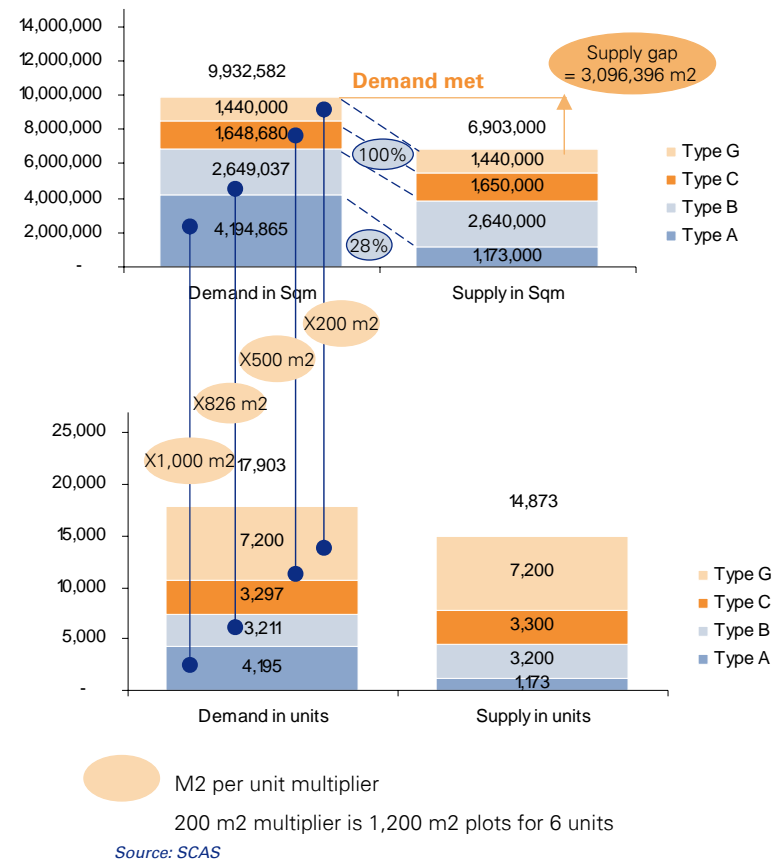 14,000,000
12,000,000
10,000,000
8,000,000
6,000,000
4,000,000
2,000,000
-
9,932,582
1,440,000
1,648,680
2,649,037
4,194,865
Demand met
100%
28%
Supply gap
= 3,096,396 m2
6,903,000
1,440,000
1,650,000
2,640,000
1,173,000
Type G
Type C
Type B
Type A
Demand in Sqm
Supply in Sqm
X200 m2
X500 m2
X826 m2
X1,000 m2
25,000
20,000
15,000
10,000
5,000
-
17,903
7,200
3,297
3,211
4,195
14,873
7,200
3,300
3,200
1,173
Type G
Type C
Type B
Type A
Demand in units
Supply in units
M2 per unit multiplier
200 m2 multiplier is 1,200 m2 plots for 6 units
Source: SCAS